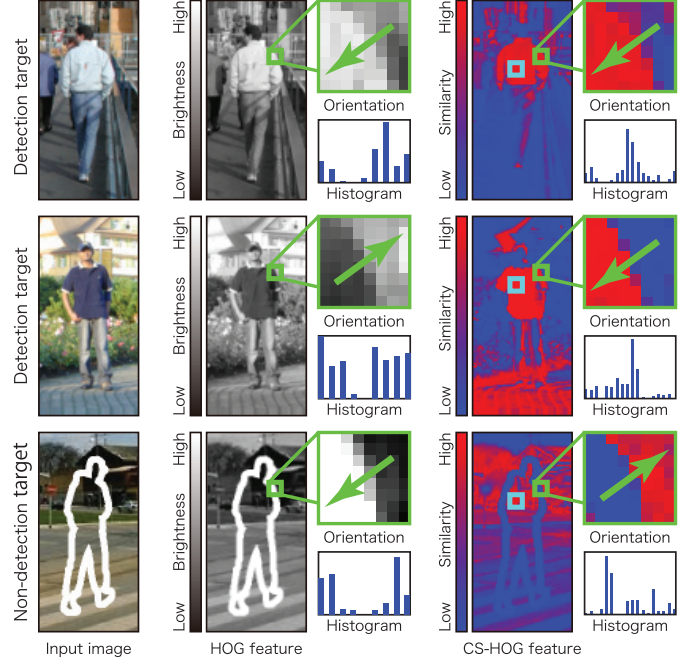 Detection target
High
Brightness
Low
Orientation
Histogram
High
Similarity
Low
Orientation
Histogram
Detection target
High
Brightness
Low
Orientation
Histogram
High
Similarity
Low
Orientation
Histogram
Non-detection target
High
Brightness
Low
Orientation
Histogram
High
Similarity
Low
Orientation
Histogram
Input image
HOG feature
CS-HOG feature